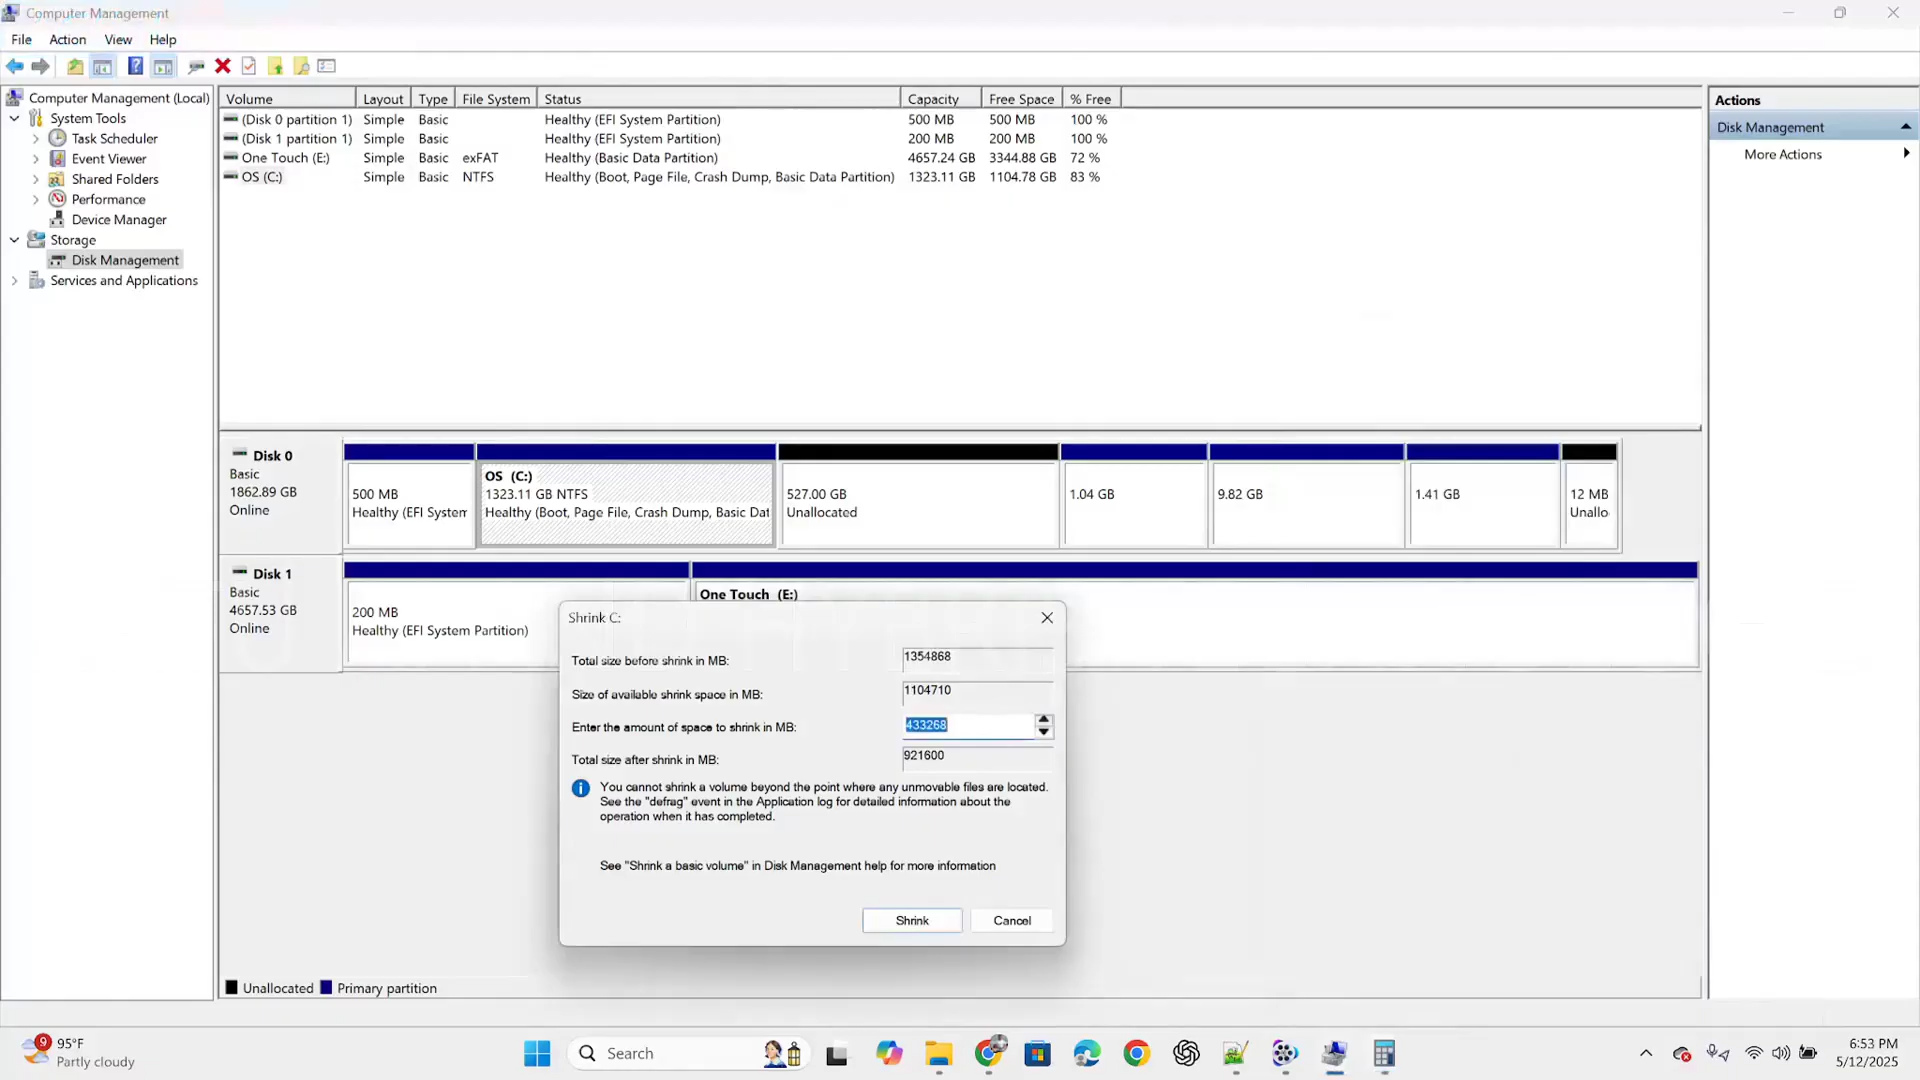 Computer Management
File Action View Help
Computer Management (Local)
System Tools
Task Scheduler
Event Viewer
Shared Folders
Performance
Device Manager
Storage
Disk Management
Services and Applications
Volume Layout Type File System Status Capacity Free Space % Free
(Disk 0 partition 1) Simple Basic Healthy (EFI System Partition) 500 MB 500 MB 100 %
(Disk 1 partition 1) Simple Basic Healthy (EFI System Partition) 200 MB 200 MB 100 %
One Touch (E:) Simple Basic exFAT Healthy (Basic Data Partition) 4657.24 GB 3344.88 GB 72 %
OS (C:) Simple Basic NTFS Healthy (Boot, Page File, Crash Dump, Basic Data Partition) 1323.11 GB 1104.78 GB 83 %
Actions
Disk Management
More Actions
Disk 0
Basic
1862.89 GB
Online
500 MB
Healthy (EFI System
OS (C:)
1323.11 GB NTFS
Healthy (Boot, Page File, Crash Dump, Basic Dat
527.00 GB
Unallocated
1.04 GB
9.82 GB
1.41 GB
12 MB
Unallo
Disk 1
Basic
4657.53 GB
Online
200 MB
Healthy (EFI System Partition)
One Touch (E:)
Shrink C:
Total size before shrink in MB: 1354868
Size of available shrink space in MB: 1104710
Enter the amount of space to shrink in MB: 433268
Total size after shrink in MB: 921600
You cannot shrink a volume beyond the point where any unmovable files are located.
See the "defrag" event in the Application log for detailed information about the
operation when it has completed.
See "Shrink a basic volume" in Disk Management help for more information
Shrink Cancel
Unallocated Primary partition
9
95°F
Partly cloudy
Search
6:53 PM
5/12/2025